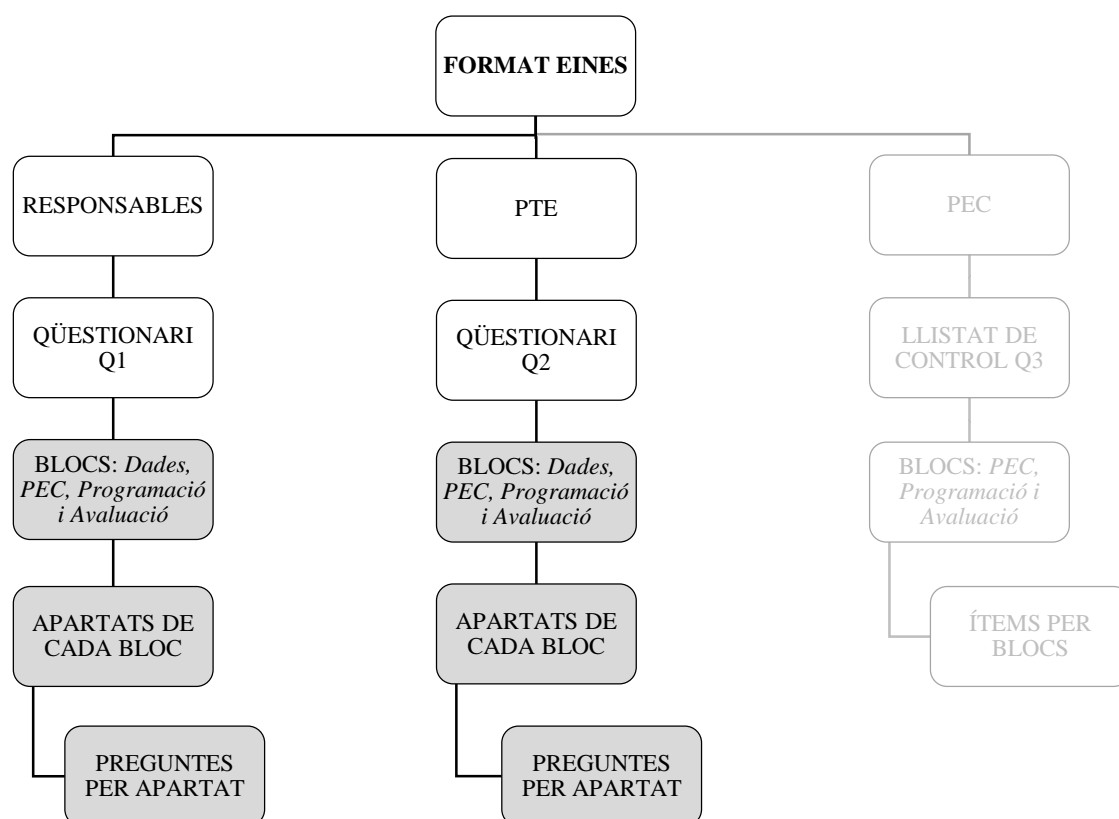 FORMAT EINES
RESPONSABLES
PTE
PEC
QÜESTIONARI
Q1
QÜESTIONARI
Q2
LLISTAT DE
CONTROL Q3
BLOCS: Dades,
PEC, Programació
i Avaluació
BLOCS: Dades,
PEC, Programació
i Avaluació
BLOCS: PEC,
Programació i
Avaluació
APARTATS DE
CADA BLOC
APARTATS DE
CADA BLOC
ÍTEMS PER
BLOCS
PREGUNTES
PER APARTAT
PREGUNTES
PER APARTAT